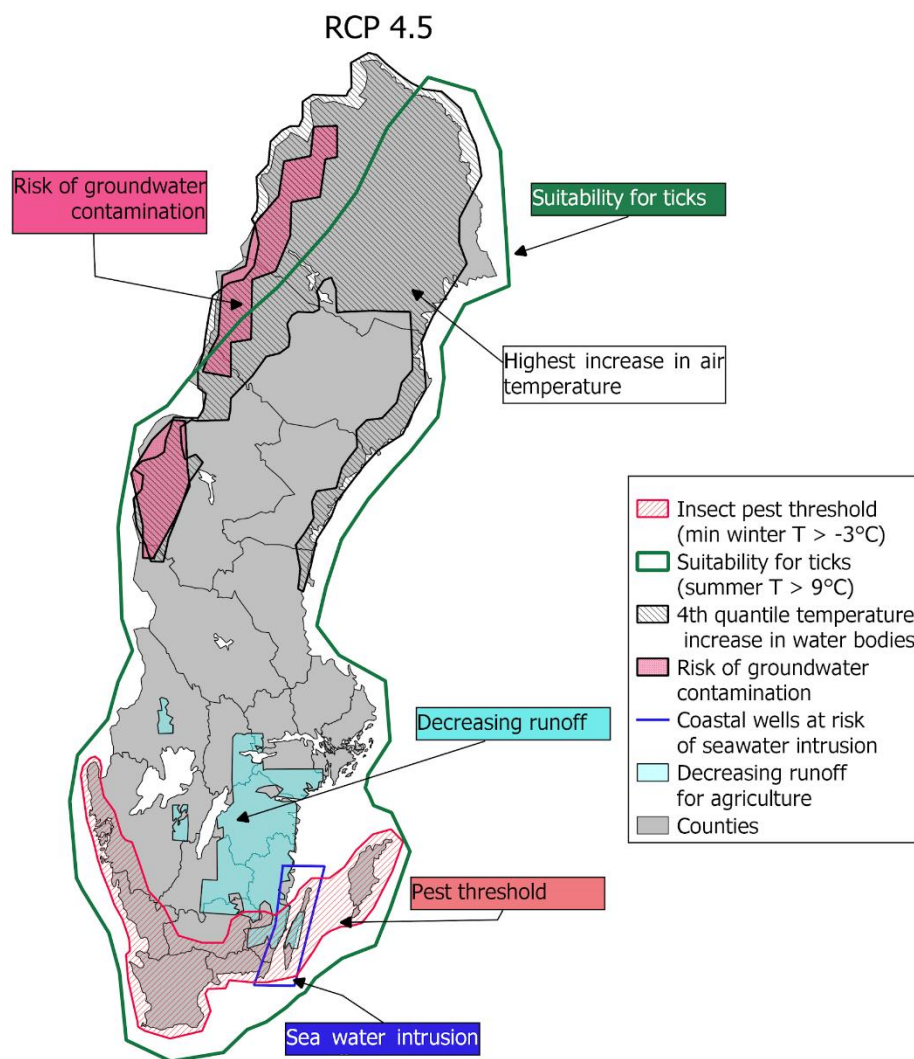 RCP 4.5
Risk of groundwater
contamination
Suitability for ticks
Highest increase in air
temperature
Insect pest threshold
(min winter T > -3°C)
Suitability for ticks
(summer T > 9°C)
4th quantile temperature
increase in water bodies
Risk of groundwater
contamination
Coastal wells at risk
of seawater intrusion
Decreasing runoff
for agriculture
Counties
Decreasing runoff
Pest threshold
Sea water intrusion